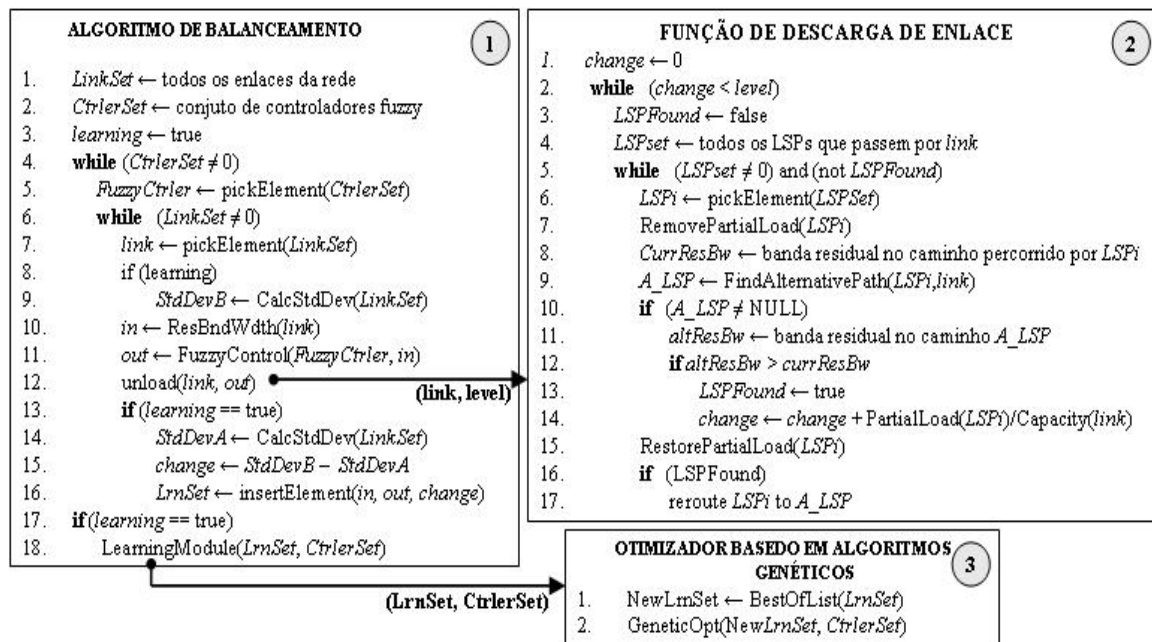 ALGORITMO DE BALANCEAMENTO
1
1. LinkSet ← todos os enlaces da rede
2. CtrlerSet ← conjuto de controladores fuzzy
3. learning ← true
4. while (CtrlerSet ≠ 0)
5. FuzzyCtrler ← pickElement(CtrlerSet)
6. while (LinkSet ≠ 0)
7. link ← pickElement(LinkSet)
8. if (learning)
9. StdDevB ← CalcStdDev(LinkSet)
10. in ← ResBndWdth(link)
11. out ← FuzzyControl(FuzzyCtrler, in)
12. unload(link, out)
13. if (learning == true)
14. StdDevA ← CalcStdDev(LinkSet)
15. change ← StdDevB – StdDevA
16. LrnSet ← insertElement(in, out, change)
17. if (learning == true)
18. LearningModule(LrnSet, CtrlerSet)
(link, level)
FUNÇÃO DE DESCARGA DE ENLACE
2
1. change ← 0
2. while (change < level)
3. LSPFound ← false
4. LSPset ← todos os LSPs que passem por link
5. while (LSPset ≠ 0) and (not LSPFound)
6. LSPi ← pickElement(LSPSet)
7. RemovePartialLoad(LSPi)
8. CurrResBw ← banda residual no caminho percorrido por LSPi
9. A_LSP ← FindAlternativePath(LSPi,link)
10. if (A_LSP ≠ NULL)
11. altResBw ← banda residual no caminho A_LSP
12. if altResBw > currResBw
13. LSPFound ← true
14. change ← change + PartialLoad(LSPi)/Capacity(link)
15. RestorePartialLoad(LSPi)
16. if (LSPFound)
17. reroute LSPi to A_LSP
(LrnSet, CtrlerSet)
OTIMIZADOR BASEDO EM ALGORITMOS
GENÉTICOS
3
1. NewLrnSet ← BestOfList(LrnSet)
2. GeneticOpt(NewLrnSet, CtrlerSet)